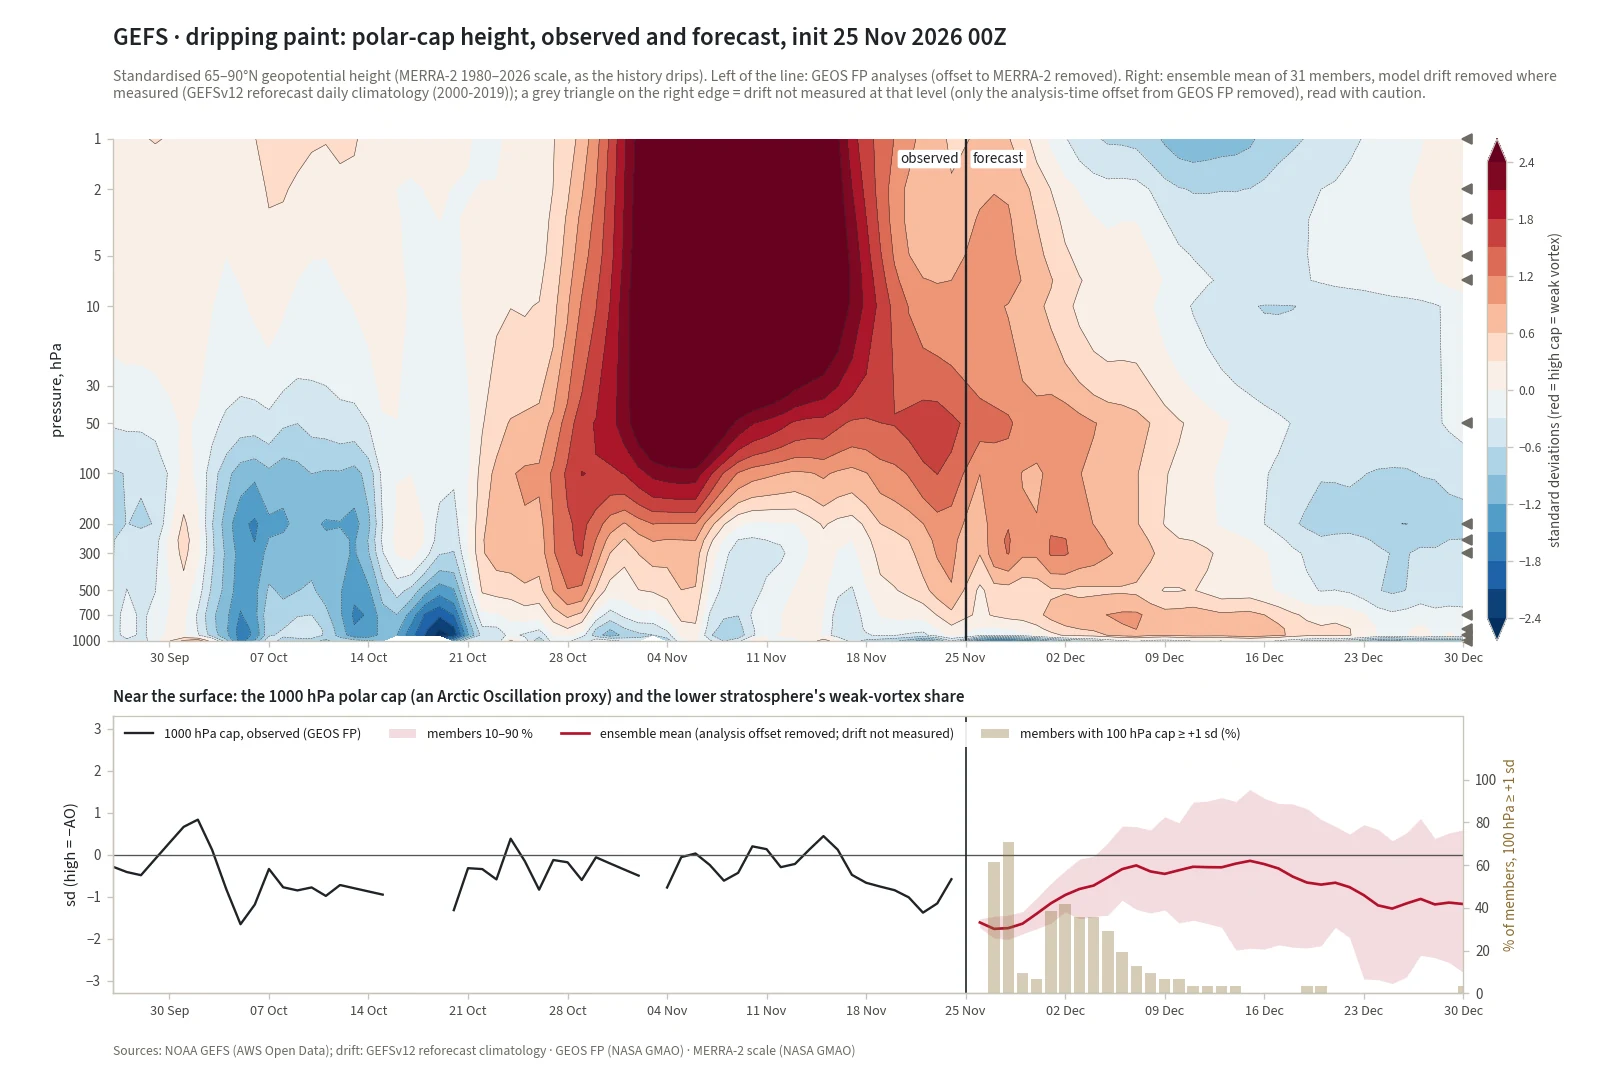 GEFS · dripping paint: polar-cap height, observed and forecast, init 25 Nov 2026 00Z
Standardised 65–90°N geopotential height (MERRA-2 1980–2026 scale, as the history drips). Left of the line: GEOS FP analyses (offset to MERRA-2 removed). Right: ensemble mean of 31 members, model drift removed where
measured (GEFSv12 reforecast daily climatology (2000-2019)); a grey triangle on the right edge = drift not measured at that level (only the analysis-time offset from GEOS FP removed), read with caution.
observed
forecast
pressure, hPa
1
2
5
10
30
50
100
200
300
500
700
1000
30 Sep
07 Oct
14 Oct
21 Oct
28 Oct
04 Nov
11 Nov
18 Nov
25 Nov
02 Dec
09 Dec
16 Dec
23 Dec
30 Dec
2.4
1.8
1.2
0.6
0.0
−0.6
−1.2
−1.8
−2.4
standard deviations (red = high cap = weak vortex)
Near the surface: the 1000 hPa polar cap (an Arctic Oscillation proxy) and the lower stratosphere's weak-vortex share
1000 hPa cap, observed (GEOS FP)
members 10–90 %
ensemble mean (analysis offset removed; drift not measured)
members with 100 hPa cap ≥ +1 sd (%)
sd (high = −AO)
3
2
1
0
−1
−2
−3
30 Sep
07 Oct
14 Oct
21 Oct
28 Oct
04 Nov
11 Nov
18 Nov
25 Nov
02 Dec
09 Dec
16 Dec
23 Dec
30 Dec
100
80
60
40
20
0
% of members, 100 hPa ≥ +1 sd
Sources: NOAA GEFS (AWS Open Data); drift: GEFSv12 reforecast climatology · GEOS FP (NASA GMAO) · MERRA-2 scale (NASA GMAO)